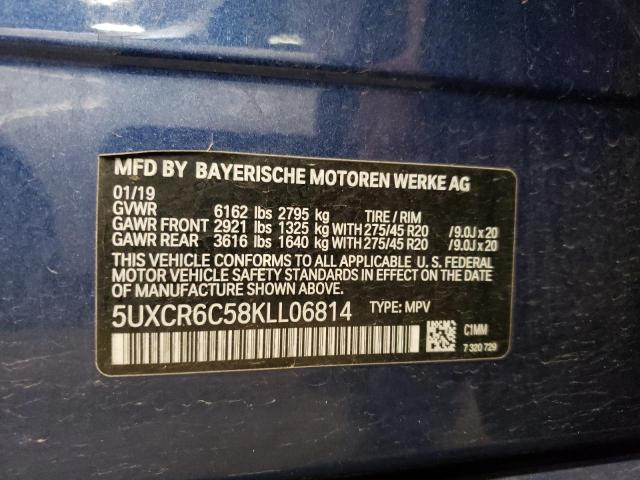 MFD BY BAYERISCHE MOTOREN WERKE AG
01/19
GVWR 6162 lbs 2795 kg TIRE / RIM
GAWR FRONT 2921 lbs 1325 kg WITH 275/45 R20 /9.0J x 20
GAWR REAR 3616 lbs 1640 kg WITH 275/45 R20 /9.0J x 20
THIS VEHICLE CONFORMS TO ALL APPLICABLE U.S. FEDERAL
MOTOR VEHICLE SAFETY STANDARDS IN EFFECT ON THE DATE
OF MANUFACTURE SHOWN ABOVE.
5UXCR6C58KLL06814 TYPE: MPV
C1MM
7 320 729